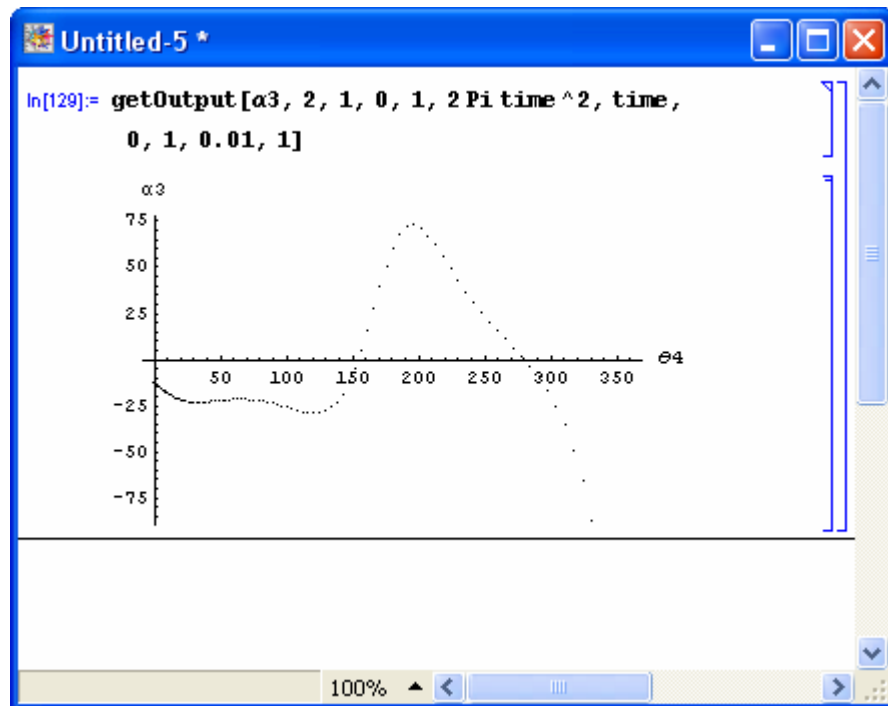 Untitled-5 *
In[129]:= getOutput[α3, 2, 1, 0, 1, 2 Pi time^2, time,
0, 1, 0.01, 1]
α3
75
50
25
θ4
50 100 150 200 250 300 350
-25
-50
-75
100%